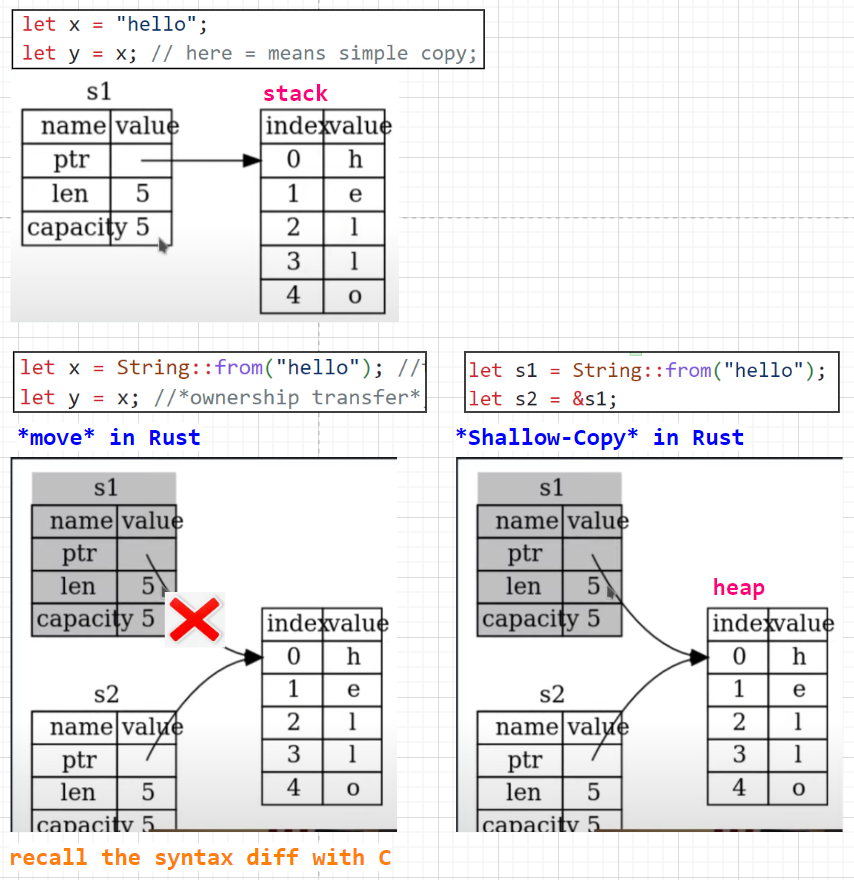 let x = "hello";
let y = x; // here = means simple copy;
s1
stack
name value
index value
ptr
0 h
len 5
1 e
capacity 5
2 l
3 l
4 o
let x = String::from("hello"); //
let y = x; //*ownership transfer*
let s1 = String::from("hello");
let s2 = &s1;
*move* in Rust
*Shallow-Copy* in Rust
s1
name value
ptr
len 5
capacity 5
index value
0 h
1 e
2 l
3 l
4 o
s2
name value
ptr
len 5
capacity 5
s1
name value
ptr
len 5
capacity 5
heap
index value
0 h
1 e
2 l
3 l
4 o
s2
name value
ptr
len 5
capacity 5
recall the syntax diff with C